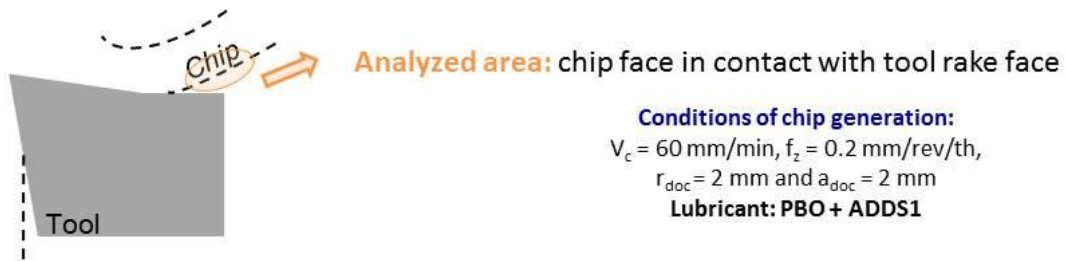 Chip
Analyzed area: chip face in contact with tool rake face
Conditions of chip generation:
Vc = 60 mm/min, fz = 0.2 mm/rev/th,
rdoc = 2 mm and adoc = 2 mm
Lubricant: PBO + ADDS1
Tool